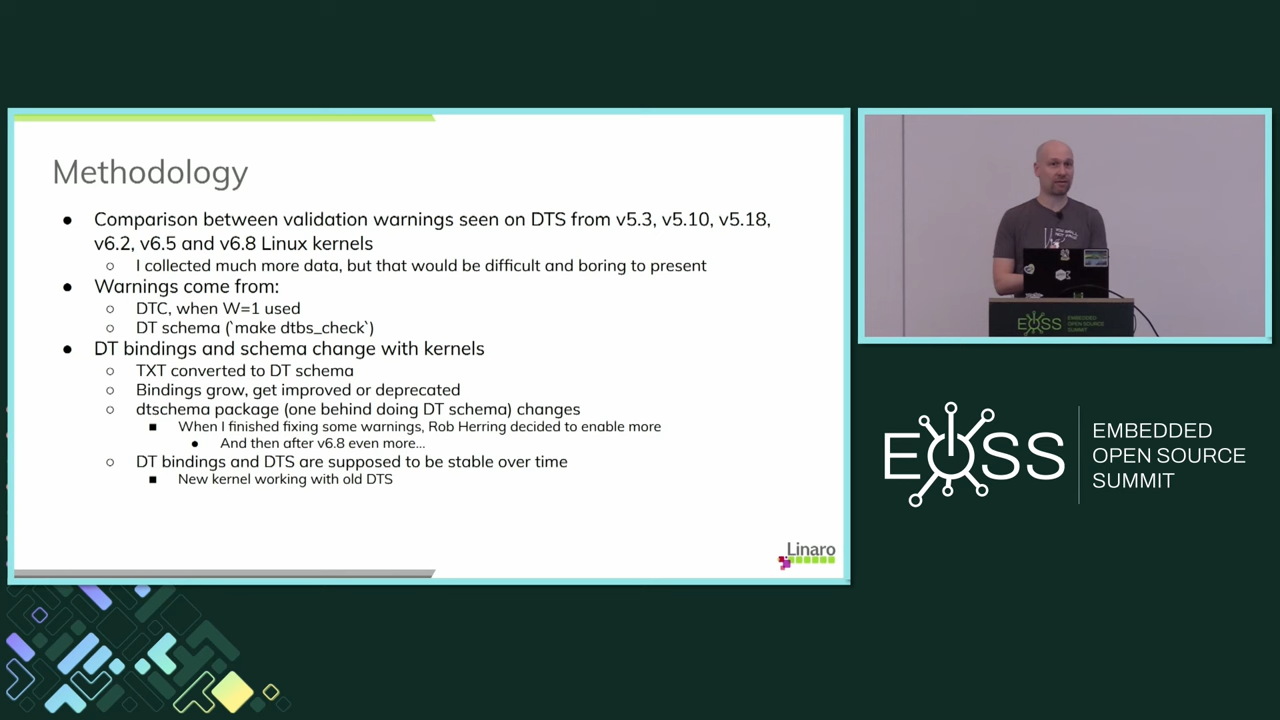 Methodology
● Comparison between validation warnings seen on DTS from v5.3, v5.10, v5.18,
v6.2, v6.5 and v6.8 Linux kernels
○ I collected much more data, but that would be difficult and boring to present
● Warnings come from:
○ DTC, when W=1 used
○ DT schema (`make dtbs_check`)
● DT bindings and schema change with kernels
○ TXT converted to DT schema
○ Bindings grow, get improved or deprecated
○ dtschema package (one behind doing DT schema) changes
■ When I finished fixing some warnings, Rob Herring decided to enable more
● And then after v6.8 even more...
○ DT bindings and DTS are supposed to be stable over time
■ New kernel working with old DTS
Linaro
EOSS
EMBEDDED
OPEN SOURCE
SUMMIT
EOSS
EMBEDDED
OPEN SOURCE
SUMMIT